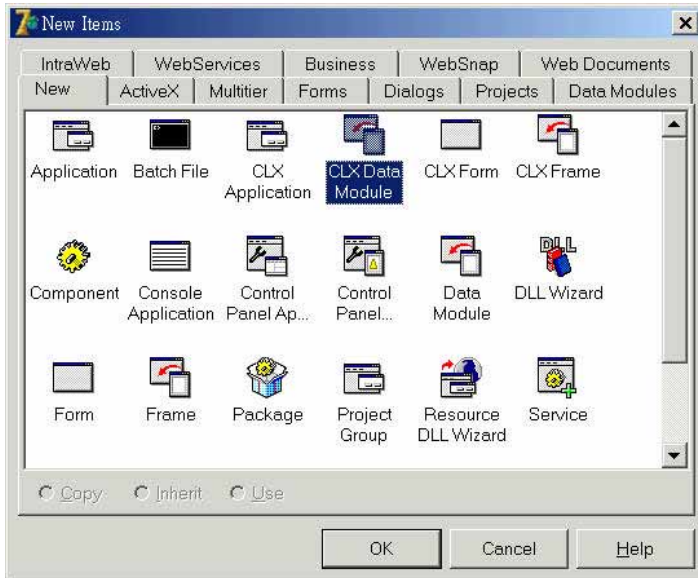 New Items
IntraWeb WebServices Business WebSnap Web Documents
New ActiveX Multitier Forms Dialogs Projects Data Modules
Application Batch File CLX Application CLX Data Module CLX Form CLX Frame
DLL
Component Console Application Control Panel Ap... Control Panel... Data Module DLL Wizard
Form Frame Package Project Group Resource DLL Wizard Service
Copy Inherit Use
OK Cancel Help